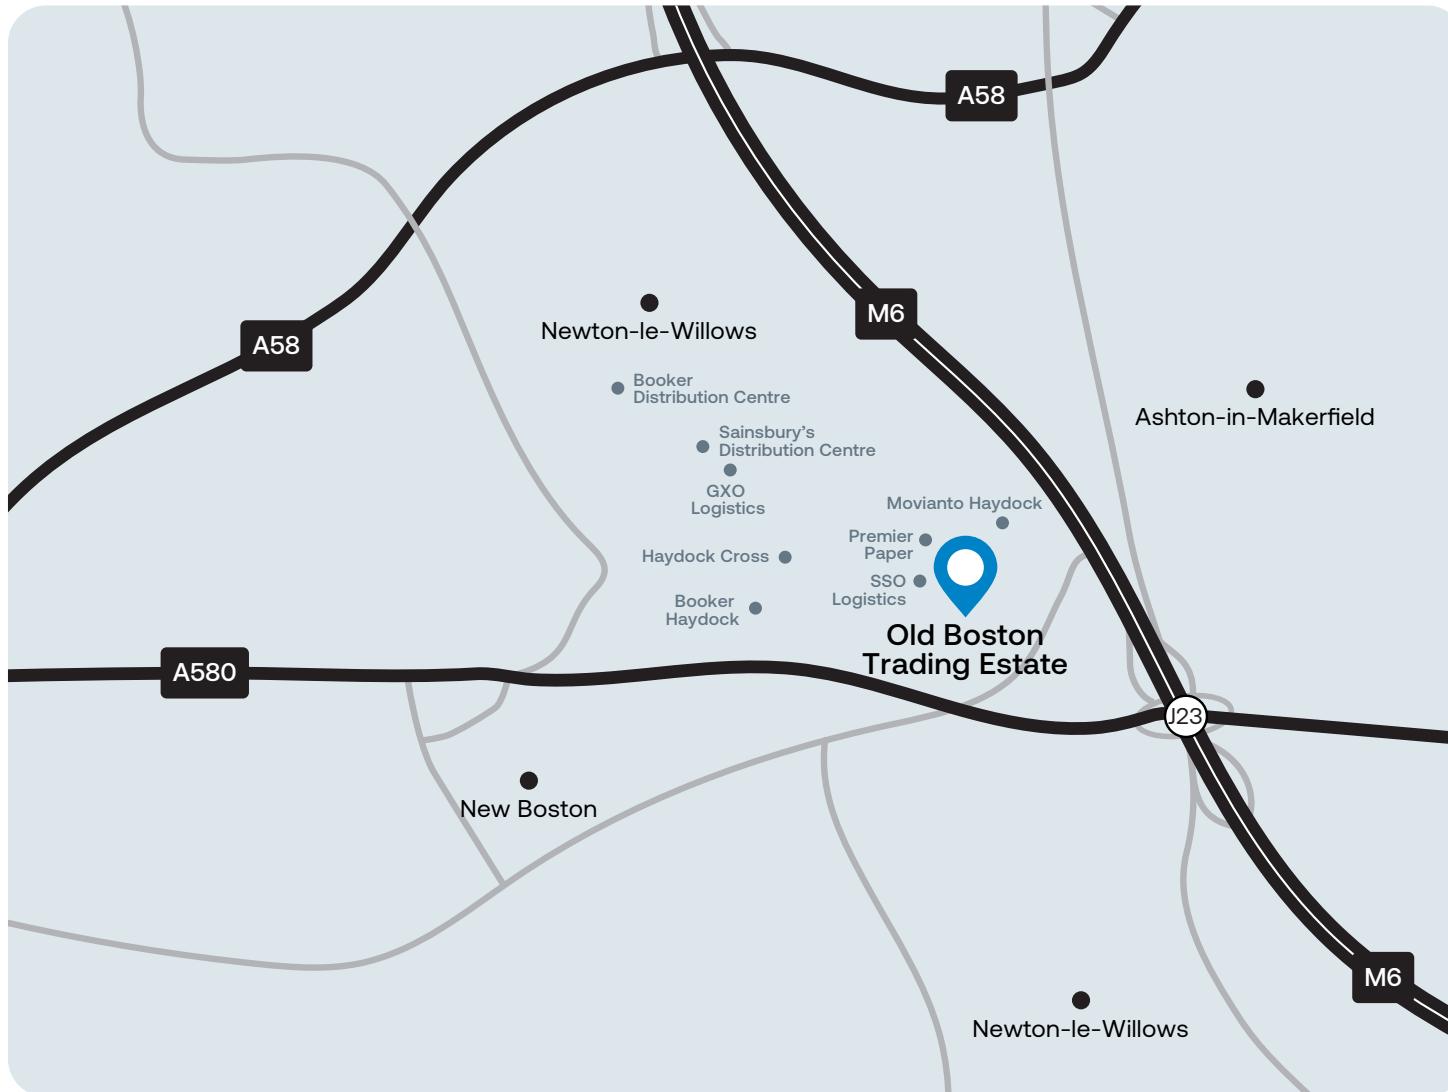 A58
M6
Newton-le-Willows
A58
Booker
Distribution Centre
Ashton-in-Makerfield
Sainsbury’s
Distribution Centre
GXO
Logistics
Movianto Haydock
Premier
Paper
Haydock Cross
SSO
Logistics
Booker
Haydock
Old Boston
Trading Estate
A580
J23
New Boston
M6
Newton-le-Willows